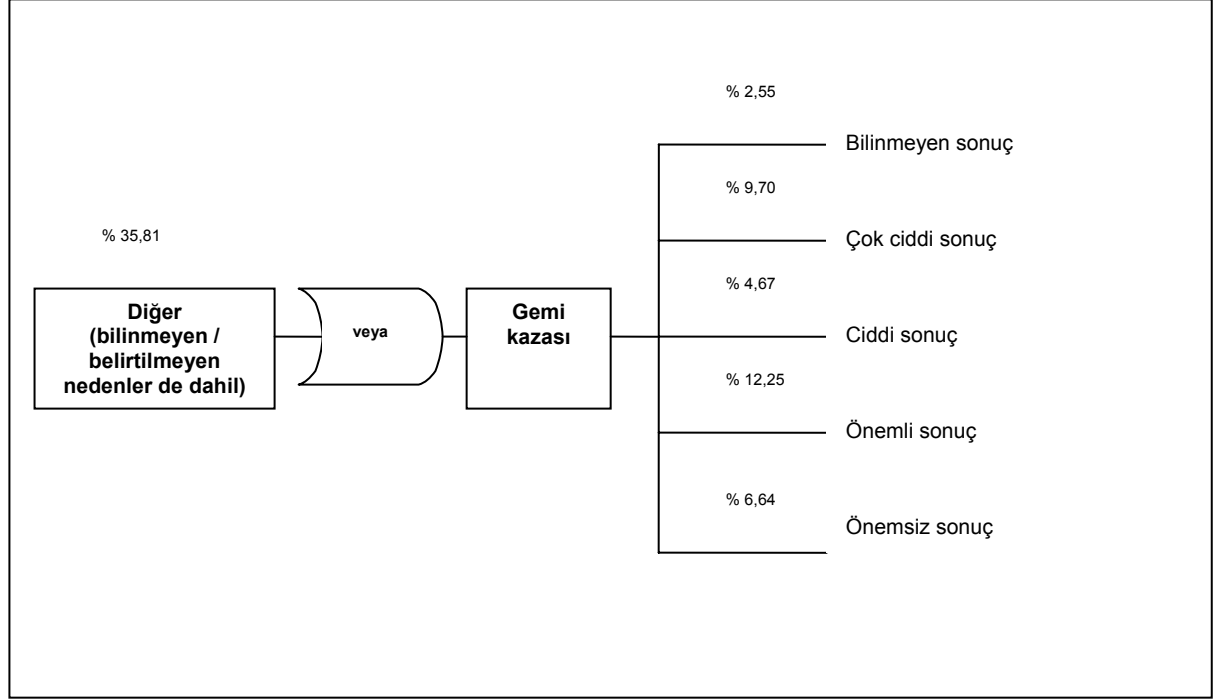 % 2,55
Bilinmeyen sonuç
% 9,70
% 35,81
Çok ciddi sonuç
% 4,67
Diğer
(bilinmeyen /
belirtilmeyen
nedenler de dahil)
veya
Gemi
kazası
Ciddi sonuç
% 12,25
Önemli sonuç
% 6,64
Önemsiz sonuç